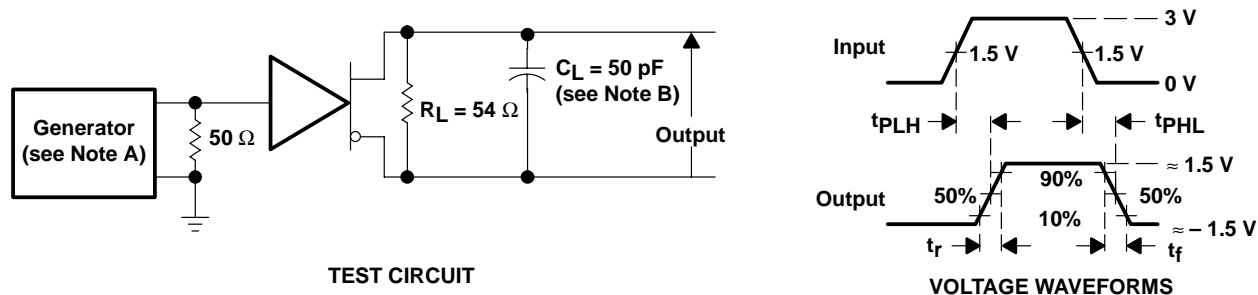 Generator
(see Note A)
50 Ω
R_L = 54 Ω
C_L = 50 pF
(see Note B)
Output
TEST CIRCUIT
3 V
Input
1.5 V
1.5 V
0 V
t_PLH
t_PHL
≈ 1.5 V
90%
50%
50%
Output
10%
≈ – 1.5 V
t_r
t_f
VOLTAGE WAVEFORMS